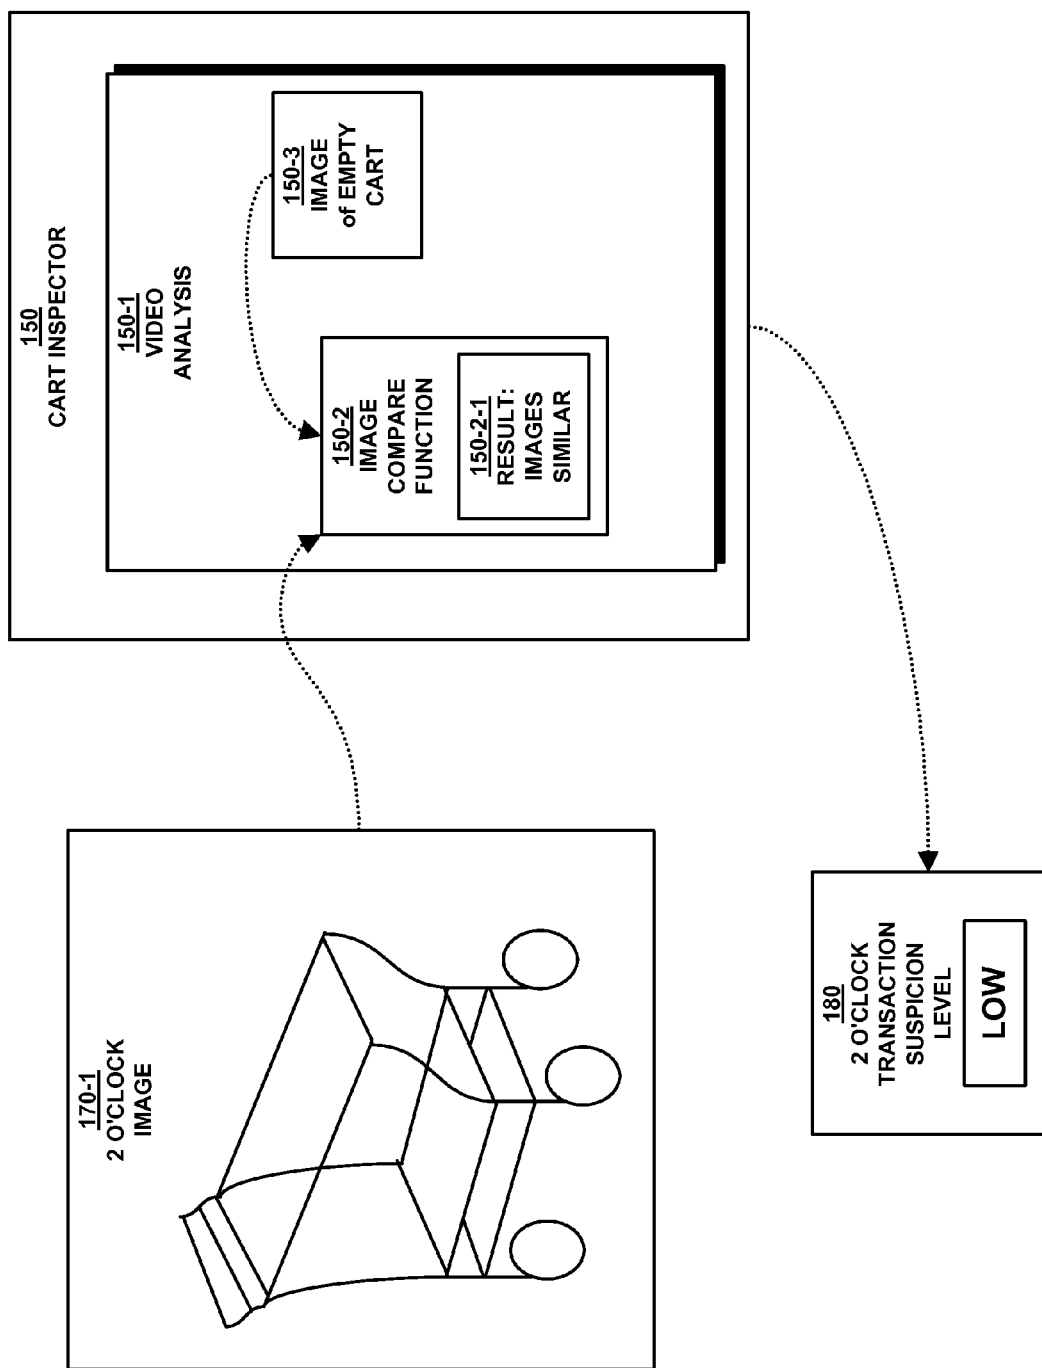 150
CART INSPECTOR
150-1
VIDEO
ANALYSIS
150-2
IMAGE
COMPARE
FUNCTION
150-2-1
RESULT:
IMAGES
SIMILAR
150-3
IMAGE
of EMPTY
CART
170-1
2 O'CLOCK
IMAGE
180
2 O'CLOCK
TRANSACTION
SUSPICION
LEVEL
LOW